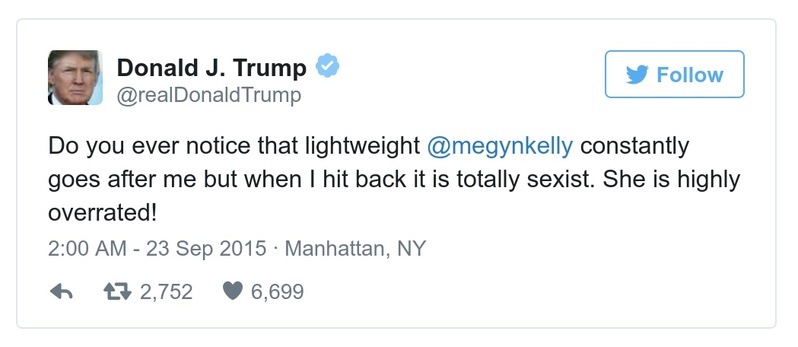 Donald J. Trump
@realDonaldTrump
Follow
Do you ever notice that lightweight @megynkelly constantly
goes after me but when I hit back it is totally sexist. She is highly
overrated!
2:00 AM - 23 Sep 2015 · Manhattan, NY
2,752 6,699